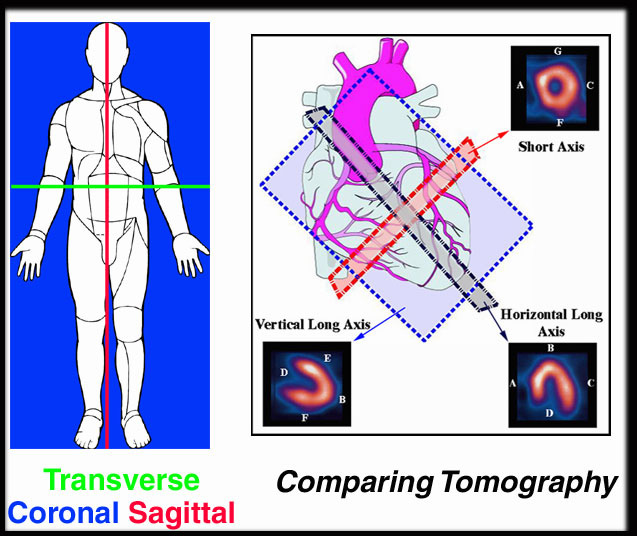 G
A
C
F
Short Axis
Vertical Long Axis
Horizontal Long
Axis
E
D
B
F
B
A
C
D
Transverse
Coronal Sagittal
Comparing Tomography